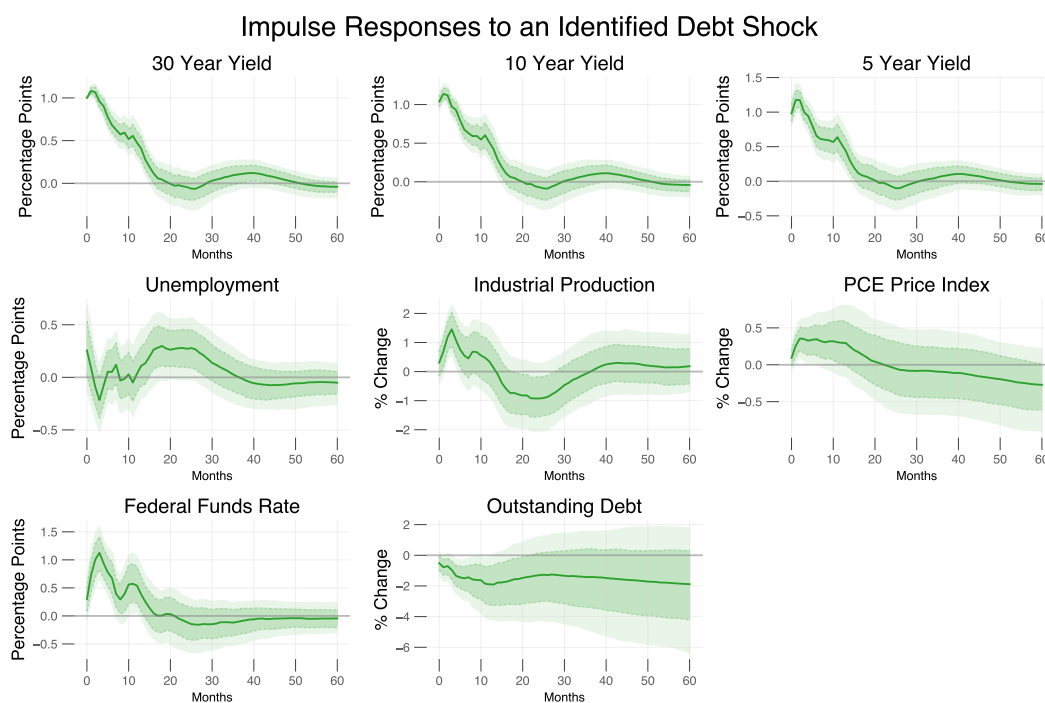 Impulse Responses to an Identified Debt Shock
30 Year Yield
Percentage Points
1.0
0.5
0.0
0 10 20 30 40 50 60
Months
10 Year Yield
Percentage Points
1.0
0.5
0.0
0 10 20 30 40 50 60
Months
5 Year Yield
Percentage Points
1.5
1.0
0.5
0.0
−0.5
0 10 20 30 40 50 60
Months
Unemployment
Percentage Points
0.5
0.0
−0.5
0 10 20 30 40 50 60
Months
Industrial Production
% Change
2
1
0
−1
−2
0 10 20 30 40 50 60
Months
PCE Price Index
% Change
0.5
0.0
−0.5
0 10 20 30 40 50 60
Months
Federal Funds Rate
Percentage Points
1.5
1.0
0.5
0.0
−0.5
0 10 20 30 40 50 60
Months
Outstanding Debt
% Change
2
0
−2
−4
−6
0 10 20 30 40 50 60
Months